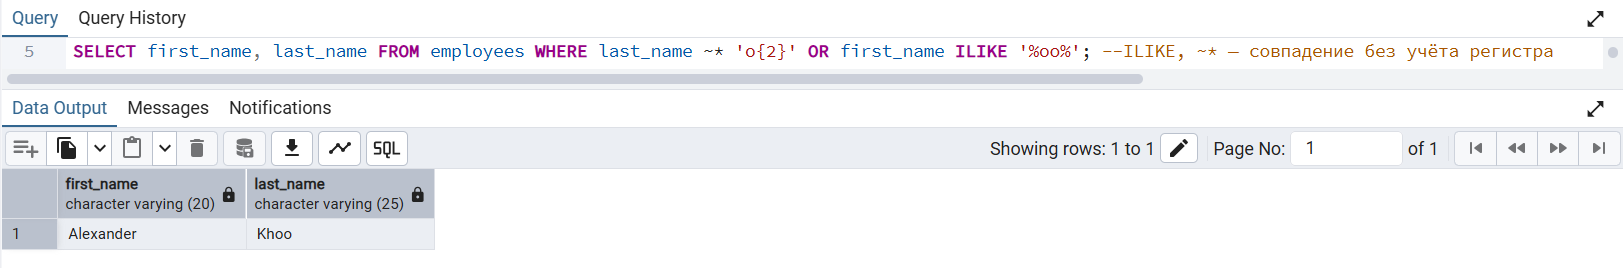 Query Query History
5 SELECT first_name, last_name FROM employees WHERE last_name ~* 'o{2}' OR first_name ILIKE '%oo%'; --ILIKE, ~* – совпадение без учёта регистра
Data Output Messages Notifications
SQL Showing rows: 1 to 1 Page No: 1 of 1
first_name last_name
character varying (20) character varying (25)
1 Alexander Khoo